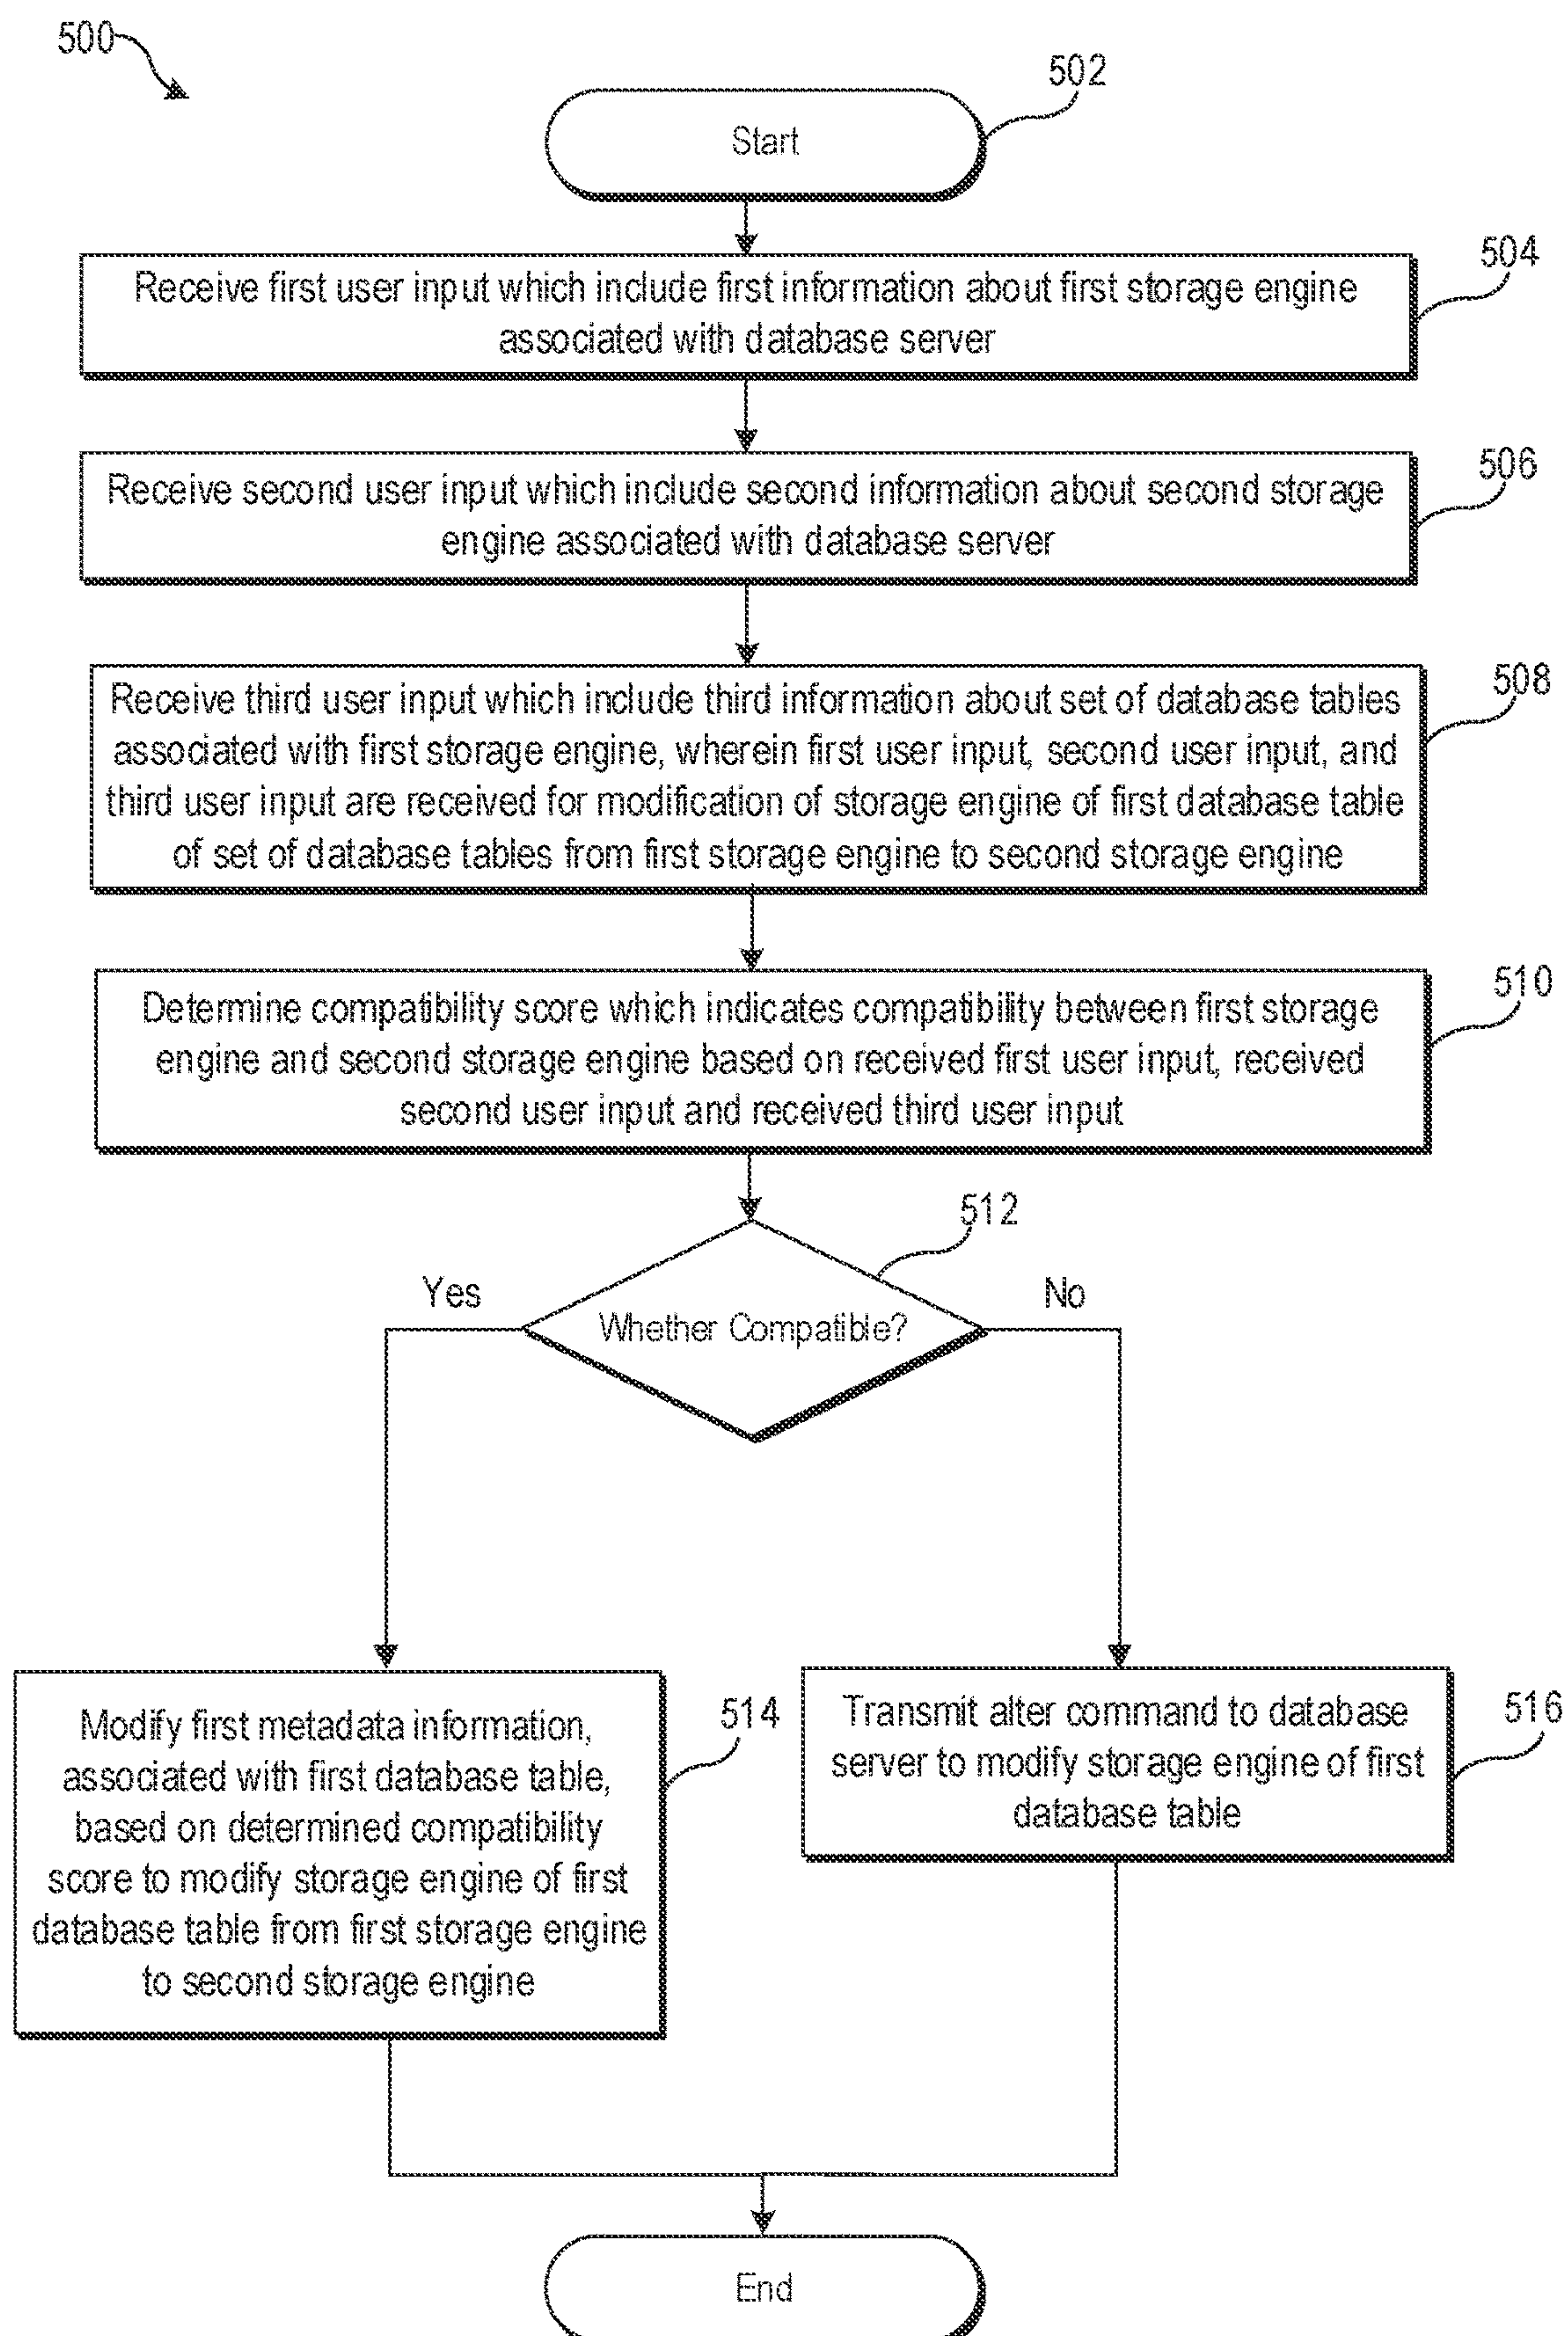 500
502
Start
504
Receive first user input which include first information about first storage engine
associated with database server
506
Receive second user input which include second information about second storage
engine associated with database server
508
Receive third user input which include third information about set of database tables
associated with first storage engine, wherein first user input, second user input, and
third user input are received for modification of storage engine of first database table
of set of database tables from first storage engine to second storage engine
510
Determine compatibility score which indicates compatibility between first storage
engine and second storage engine based on received first user input, received
second user input and received third user input
512
Yes
No
Whether Compatible?
514
Modify first metadata information,
associated with first database table,
based on determined compatibility
score to modify storage engine of first
database table from first storage engine
to second storage engine
516
Transmit alter command to database
server to modify storage engine of first
database table
End